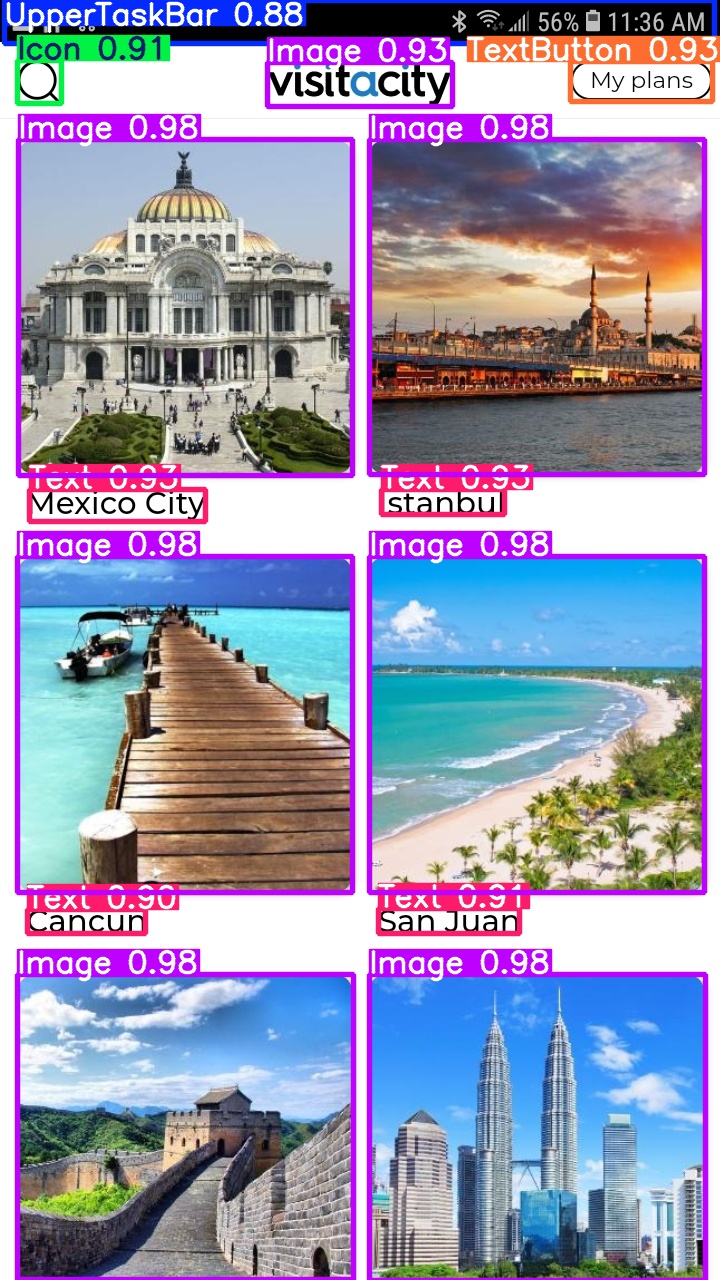 UpperTaskBar 0.88
56% 11:36 AM
Icon 0.91
Image 0.93
TextButton 0.93
visitacity
My plans
Image 0.98
Image 0.98
Text 0.93
Text 0.93
Mexico City
Istanbul
Image 0.98
Image 0.98
Text 0.90
Text 0.91
Cancun
San Juan
Image 0.98
Image 0.98